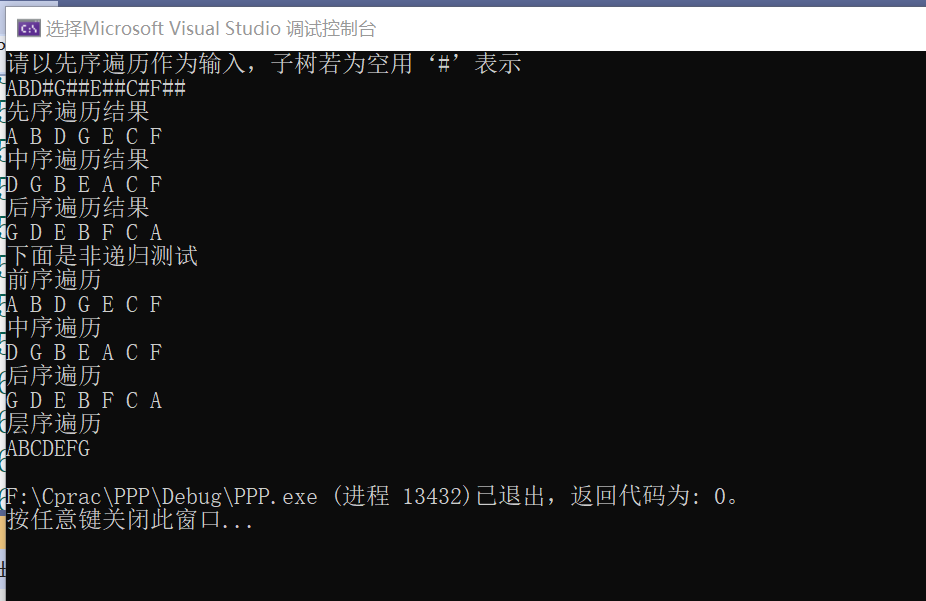 选择Microsoft Visual Studio 调试控制台
请以先序遍历作为输入，子树若为空用‘#’表示
ABD#G##E##C#F##
先序遍历结果
A B D G E C F
中序遍历结果
D G B E A C F
后序遍历结果
G D E B F C A
下面是非递归测试
前序遍历
A B D G E C F
中序遍历
D G B E A C F
后序遍历
G D E B F C A
层序遍历
ABCDEFG
F:\Cprac\PPP\Debug\PPP.exe (进程 13432)已退出，返回代码为: 0。
按任意键关闭此窗口...